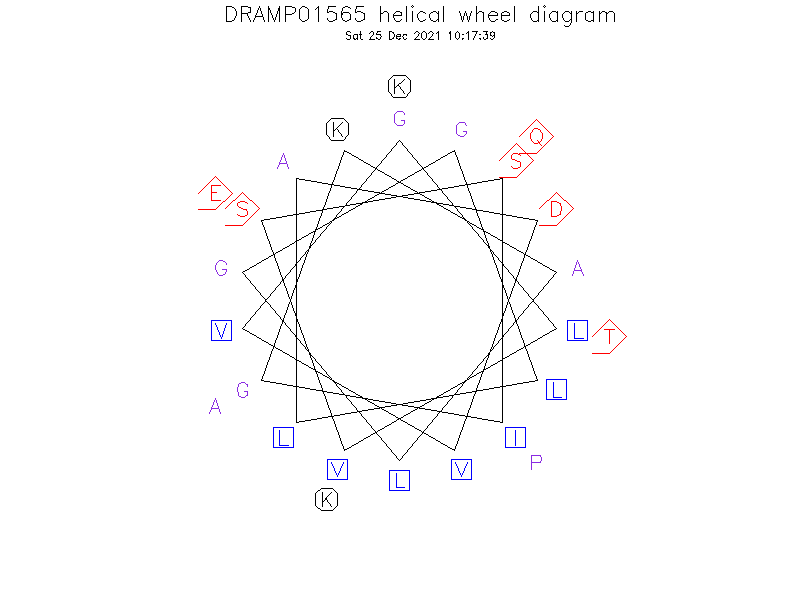 DRAMP01565 helical wheel diagram
Sat 25 Dec 2021 10:17:39
K
K G G
A S Q
E S D
G A
V L T
G L
A
L I
V L V P
K